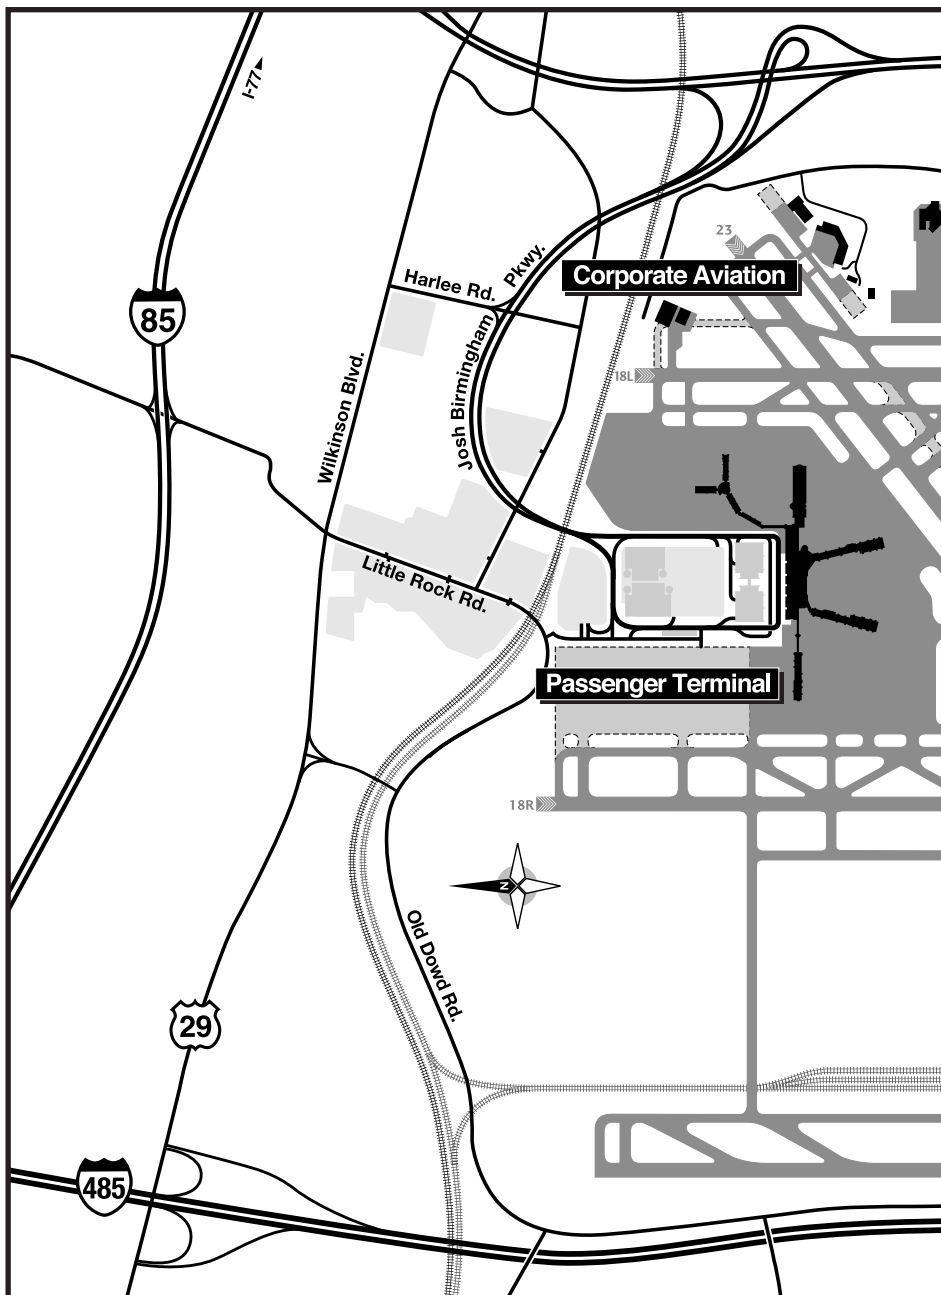 I-77
23
Pkwy.
Corporate Aviation
Harlee Rd.
85
Josh Birmingham
18L
Wilkinson Blvd.
Little Rock Rd.
Passenger Terminal
18R
N
Old Dowd Rd.
29
485